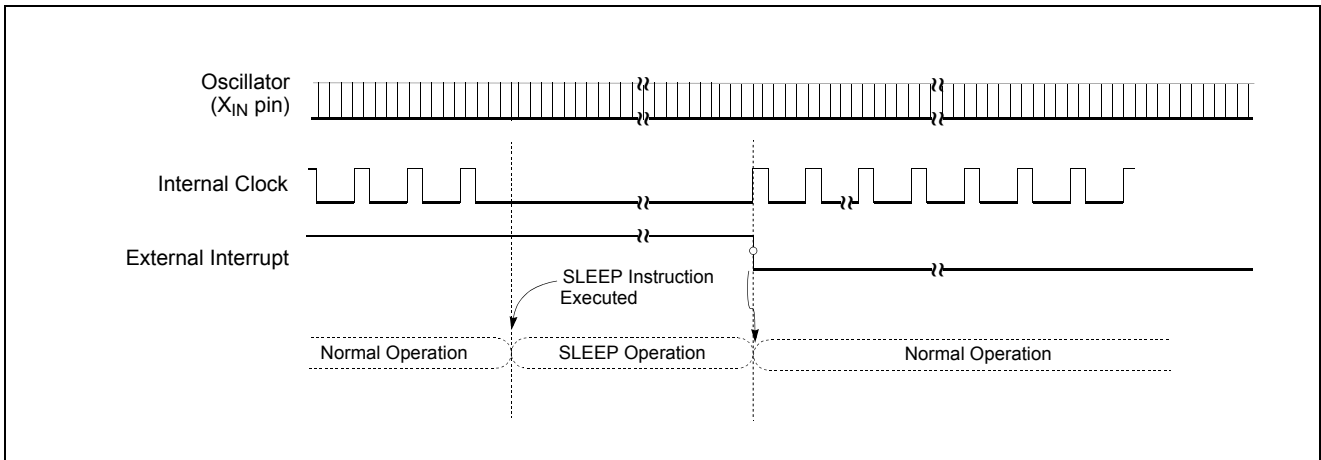 Oscillator
(XIN pin)
Internal Clock
External Interrupt
SLEEP Instruction
Executed
Normal Operation
SLEEP Operation
Normal Operation